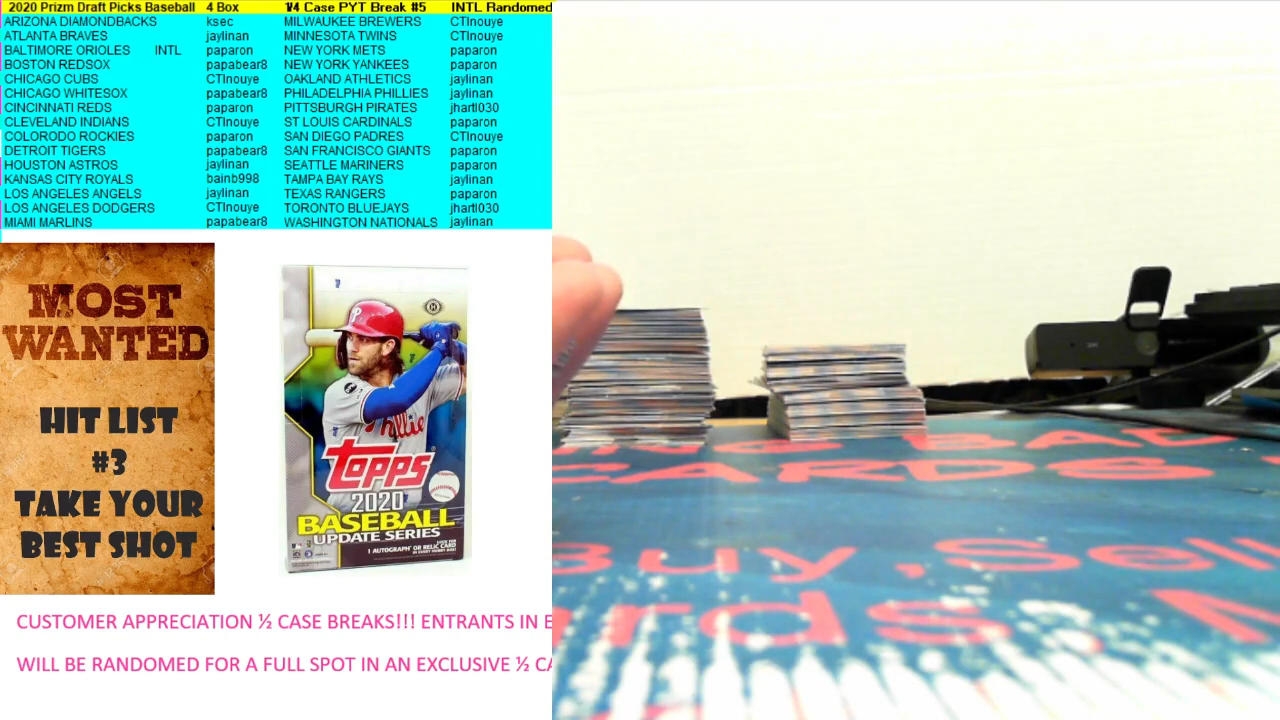 2020 Prizm Draft Picks Baseball 4 Box 1/4 Case PYT Break #5 INTL Randomed
ARIZONA DIAMONDBACKS ksec MILWAUKEE BREWERS CTInouye
ATLANTA BRAVES jaylinan MINNESOTA TWINS CTInouye
BALTIMORE ORIOLES INTL paparon NEW YORK METS paparon
BOSTON REDSOX papabear8 NEW YORK YANKEES paparon
CHICAGO CUBS CTInouye OAKLAND ATHLETICS jaylinan
CHICAGO WHITESOX papabear8 PHILADELPHIA PHILLIES jaylinan
CINCINNATI REDS paparon PITTSBURGH PIRATES jhartl030
CLEVELAND INDIANS CTInouye ST LOUIS CARDINALS paparon
COLORODO ROCKIES paparon SAN DIEGO PADRES CTInouye
DETROIT TIGERS papabear8 SAN FRANCISCO GIANTS paparon
HOUSTON ASTROS jaylinan SEATTLE MARINERS paparon
KANSAS CITY ROYALS bainb998 TAMPA BAY RAYS jaylinan
LOS ANGELES ANGELS jaylinan TEXAS RANGERS paparon
LOS ANGELES DODGERS CTInouye TORONTO BLUEJAYS jhartl030
MIAMI MARLINS papabear8 WASHINGTON NATIONALS jaylinan
MOST
WANTED
HIT LIST
#3
TAKE YOUR
BEST SHOT
Phillie
TOPPS
2020
BASEBALL
UPDATE SERIES
1 AUTOGRAPH OR RELIC CARD
CUSTOMER APPRECIATION ½ CASE BREAKS!!! ENTRANTS IN
WILL BE RANDOMED FOR A FULL SPOT IN AN EXCLUSIVE ½ CA
BAD
CARDS
Buy, Sell
ards, M